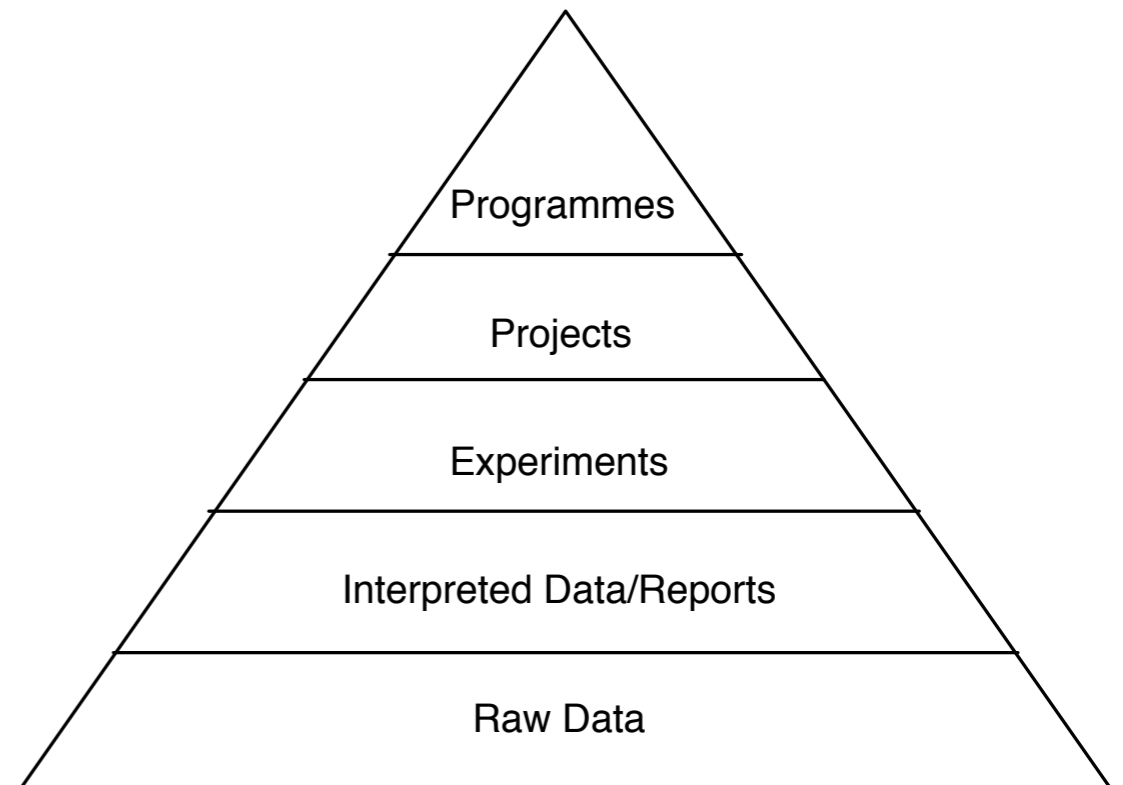 Programmes
Projects
Experiments
Interpreted Data/Reports
Raw Data